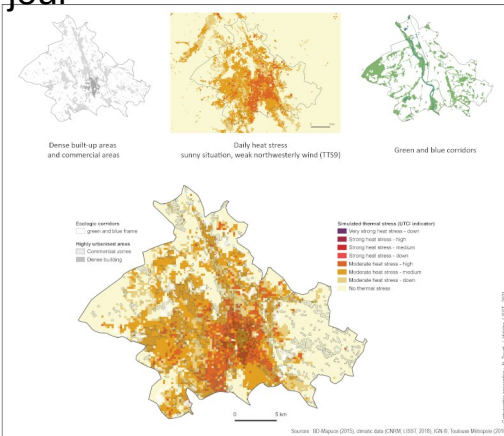 jour
Dense built-up areas
and commercial areas
Daily heat stress
sunny situation, weak northwesterly wind (TTS9)
Green and blue corridors
Ecologic corridors
green and blue frame
Highly urbanised areas
Commercial zones
Dense building
Simulated thermal stress (UTCI indicator)
Very strong heat stress - down
Strong heat stress - high
Strong heat stress - medium
Strong heat stress - down
Moderate heat stress - high
Moderate heat stress - medium
Moderate heat stress - down
No thermal stress
0 5 km
Sources : BD-Mapuce (2015), climatic data (CNRM, LISST, 2018), IGN ©, Toulouse Métropole (201